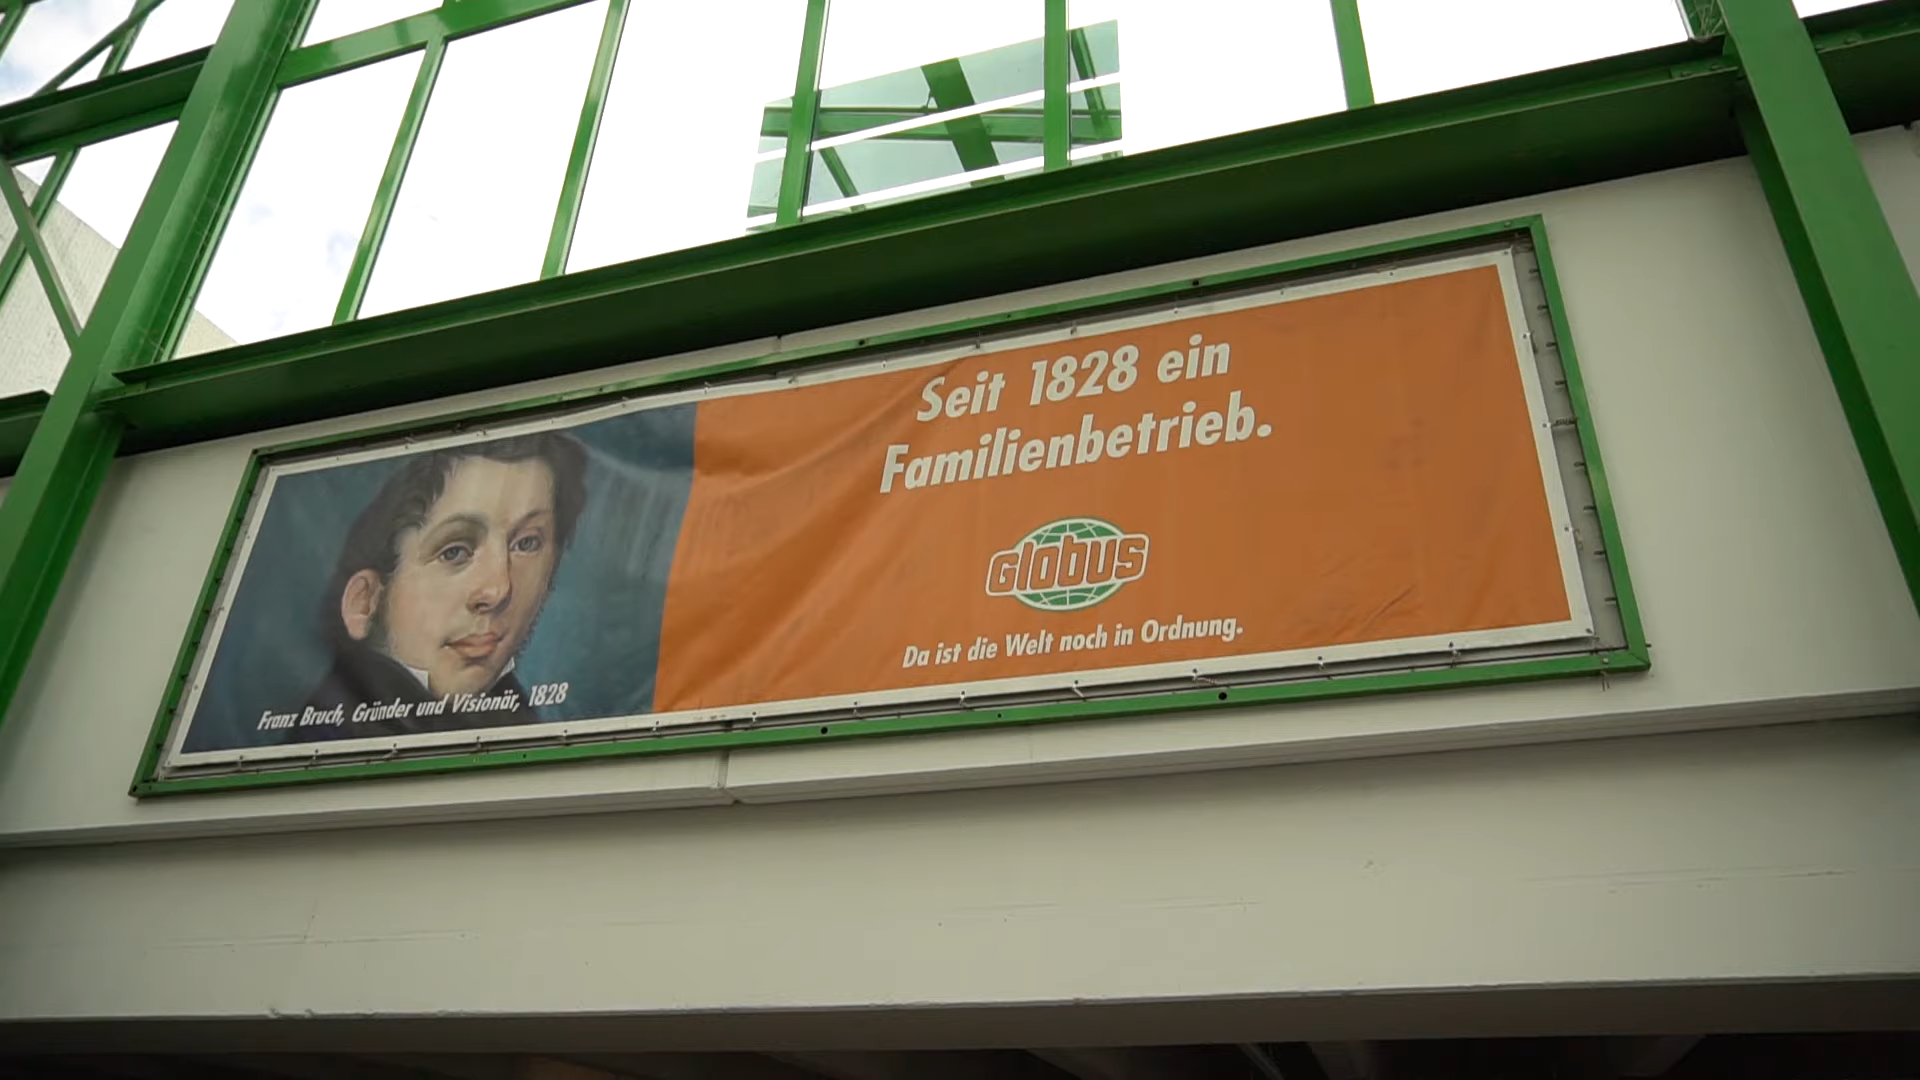 Seit 1828 ein
Familienbetrieb.
Globus
Da ist die Welt noch in Ordnung.
Franz Bruch, Gründer und Visionär, 1828